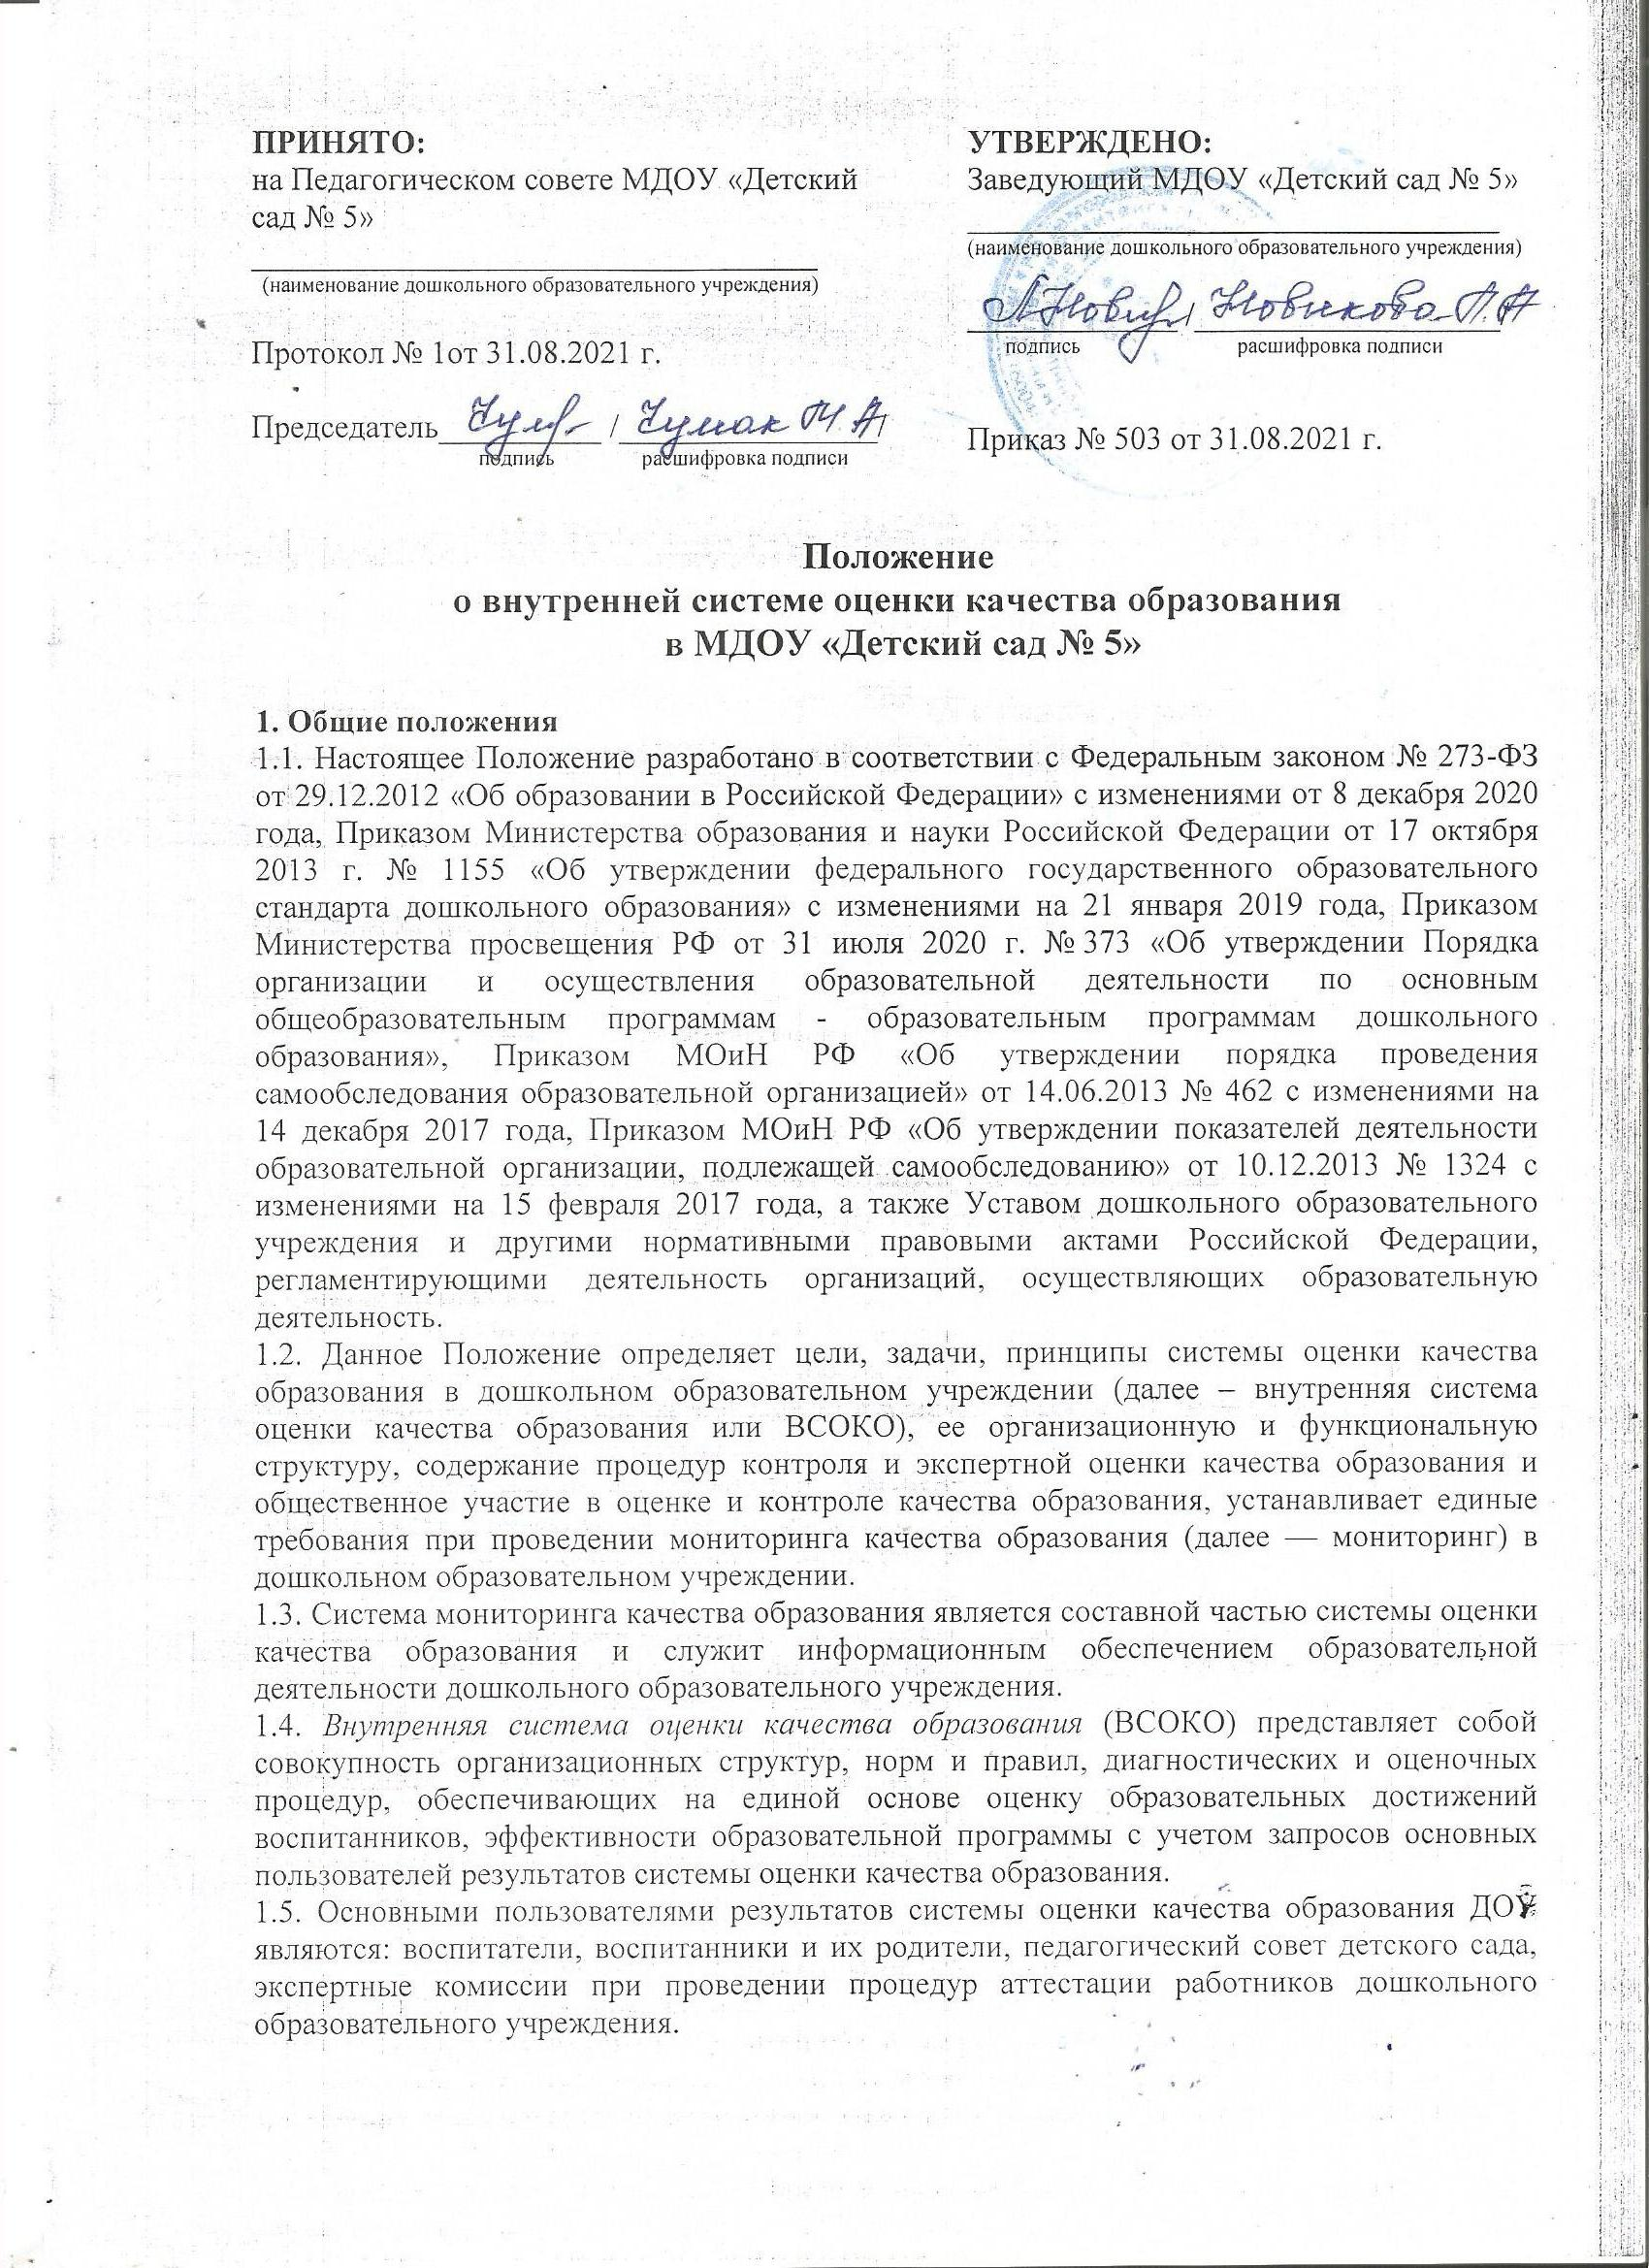 ПРИНЯТО:
на Педагогическом совете МДОУ «Детский
сад № 5»
(наименование дошкольного образовательного учреждения)
Протокол № 1от 31.08.2021 г.
Председатель / Чумак М А/
подпись расшифровка подписи
УТВЕРЖДЕНО:
Заведующий МДОУ «Детский сад № 5»
(наименование дошкольного образовательного учреждения)
/ Новикова Л.А
подпись расшифровка подписи
Приказ № 503 от 31.08.2021 г.
Положение
о внутренней системе оценки качества образования
в МДОУ «Детский сад № 5»
1. Общие положения
1.1. Настоящее Положение разработано в соответствии с Федеральным законом № 273-ФЗ
от 29.12.2012 «Об образовании в Российской Федерации» с изменениями от 8 декабря 2020
года, Приказом Министерства образования и науки Российской Федерации от 17 октября
2013 г. № 1155 «Об утверждении федерального государственного образовательного
стандарта дошкольного образования» с изменениями на 21 января 2019 года, Приказом
Министерства просвещения РФ от 31 июля 2020 г. № 373 «Об утверждении Порядка
организации и осуществления образовательной деятельности по основным
общеобразовательным программам - образовательным программам дошкольного
образования», Приказом МОиН РФ «Об утверждении порядка проведения
самообследования образовательной организацией» от 14.06.2013 № 462 с изменениями на
14 декабря 2017 года, Приказом МОиН РФ «Об утверждении показателей деятельности
образовательной организации, подлежащей самообследованию» от 10.12.2013 № 1324 с
изменениями на 15 февраля 2017 года, а также Уставом дошкольного образовательного
учреждения и другими нормативными правовыми актами Российской Федерации,
регламентирующими деятельность организаций, осуществляющих образовательную
деятельность.
1.2. Данное Положение определяет цели, задачи, принципы системы оценки качества
образования в дошкольном образовательном учреждении (далее – внутренняя система
оценки качества образования или ВСОКО), ее организационную и функциональную
структуру, содержание процедур контроля и экспертной оценки качества образования и
общественное участие в оценке и контроле качества образования, устанавливает единые
требования при проведении мониторинга качества образования (далее — мониторинг) в
дошкольном образовательном учреждении.
1.3. Система мониторинга качества образования является составной частью системы оценки
качества образования и служит информационным обеспечением образовательной
деятельности дошкольного образовательного учреждения.
1.4. Внутренняя система оценки качества образования (ВСОКО) представляет собой
совокупность организационных структур, норм и правил, диагностических и оценочных
процедур, обеспечивающих на единой основе оценку образовательных достижений
воспитанников, эффективности образовательной программы с учетом запросов основных
пользователей результатов системы оценки качества образования.
1.5. Основными пользователями результатов системы оценки качества образования ДОУ
являются: воспитатели, воспитанники и их родители, педагогический совет детского сада,
экспертные комиссии при проведении процедур аттестации работников дошкольного
образовательного учреждения.